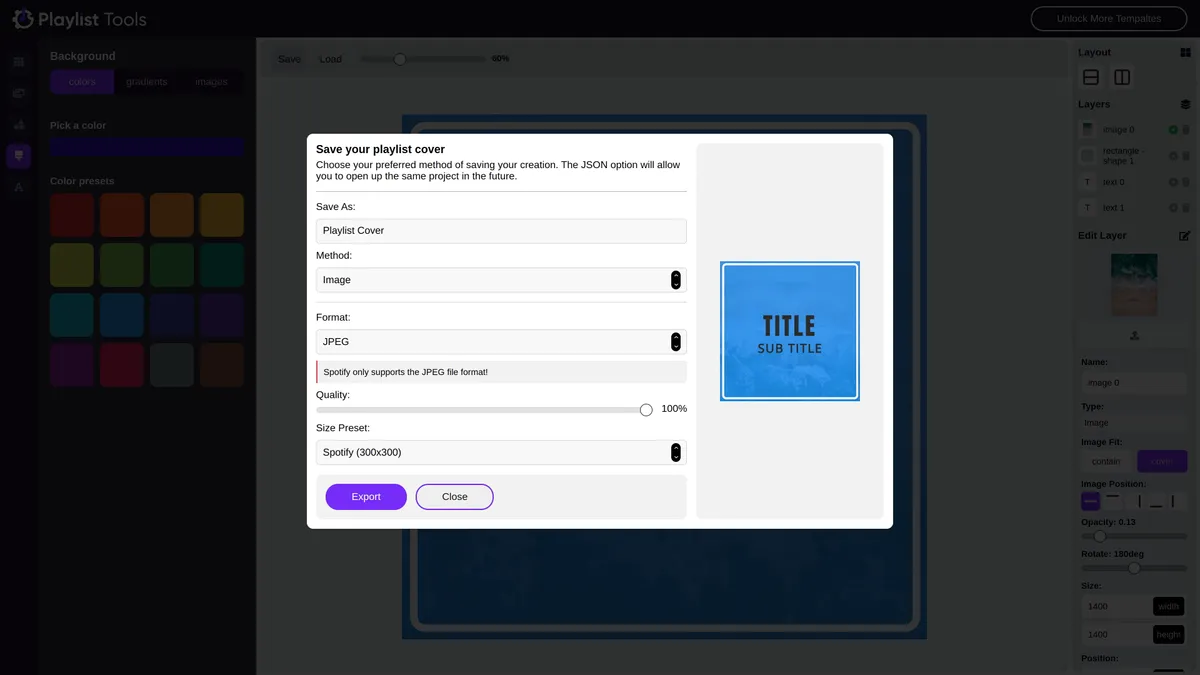 Playlist Tools
Unlock More Tempaltes
Background
colors
gradients
images
Pick a color
Color presets
Save
Load
60%
Save your playlist cover
Choose your preferred method of saving your creation. The JSON option will allow
you to open up the same project in the future.
Save As:
Playlist Cover
Method:
Image
Format:
JPEG
Spotify only supports the JPEG file format!
Quality:
100%
Size Preset:
Spotify (300x300)
Export
Close
TITLE
SUB TITLE
Layout
Layers
image 0
rectangle -
shape 1
T
text 0
T
text 1
Edit Layer
Name:
image 0
Type:
Image
Image Fit:
contain
cover
Image Position:
Opacity: 0.13
Rotate: 180deg
Size:
1400
width
1400
height
Position: